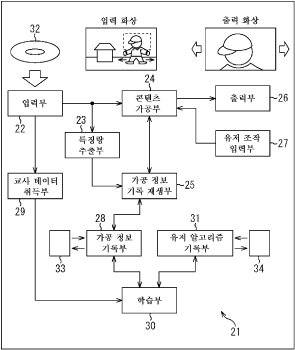 32
입력 화상
출력 화상
입력부
22
23
특징량
추출부
24
콘텐츠
가공부
출력부
26
유저 조작
입력부
27
교사 데이터
취득부
29
가공 정보
기록 재생부
25
28
가공 정보
기록부
33
31
유저 알고리즘
기록부
34
학습부
30
21